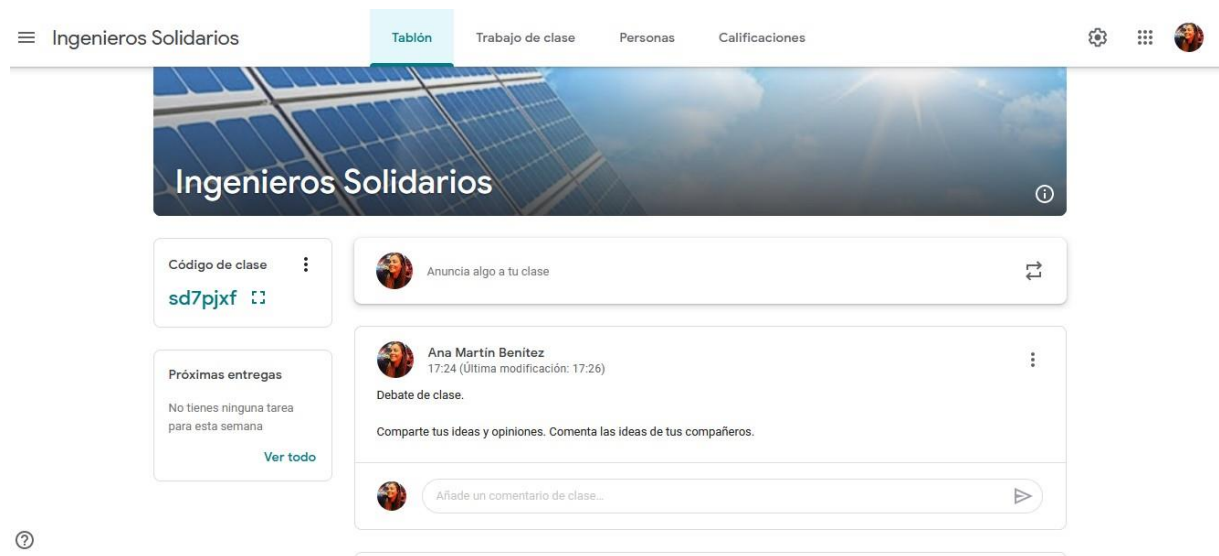 Ingenieros Solidarios
Tablón
Trabajo de clase
Personas
Calificaciones
Ingenieros Solidarios
Código de clase
sd7pjxf
Anuncia algo a tu clase
Próximas entregas
No tienes ninguna tarea
para esta semana
Ver todo
Ana Martín Benítez
17:24 (Última modificación: 17:26)
Debate de clase.
Comparte tus ideas y opiniones. Comenta las ideas de tus compañeros.
Añade un comentario de clase...